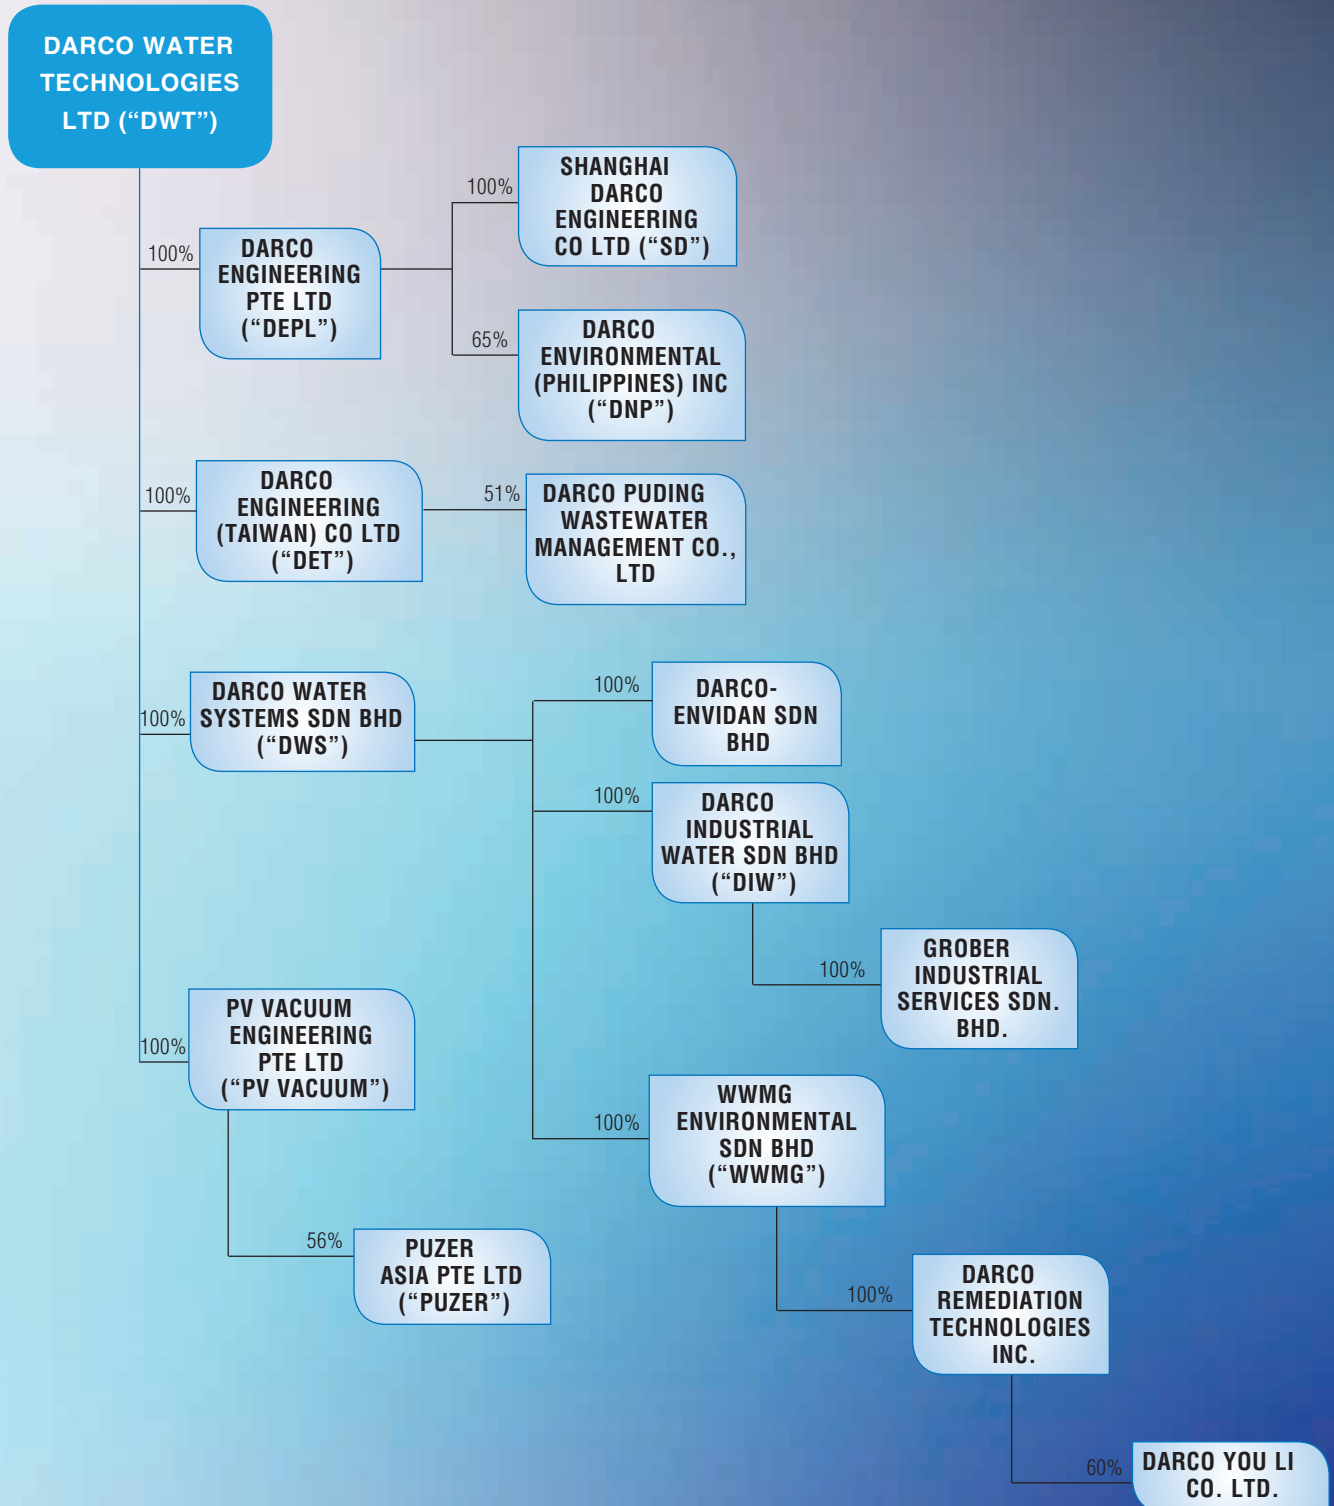 DARCO WATER
TECHNOLOGIES
LTD (“DWT”)
100%
DARCO
ENGINEERING
PTE LTD
(“DEPL”)
100%
SHANGHAI
DARCO
ENGINEERING
CO LTD (“SD”)
65%
DARCO
ENVIRONMENTAL
(PHILIPPINES) INC
(“DNP”)
100%
DARCO
ENGINEERING
(TAIWAN) CO LTD
(“DET”)
51%
DARCO PUDING
WASTEWATER
MANAGEMENT CO.,
LTD
100%
DARCO WATER
SYSTEMS SDN BHD
(“DWS”)
100%
DARCO-
ENVIDAN SDN
BHD
100%
DARCO
INDUSTRIAL
WATER SDN BHD
(“DIW”)
100%
GROBER
INDUSTRIAL
SERVICES SDN.
BHD.
100%
WWMG
ENVIRONMENTAL
SDN BHD
(“WWMG”)
100%
DARCO
REMEDIATION
TECHNOLOGIES
INC.
60%
DARCO YOU LI
CO. LTD.
100%
PV VACUUM
ENGINEERING
PTE LTD
(“PV VACUUM”)
56%
PUZER
ASIA PTE LTD
(“PUZER”)